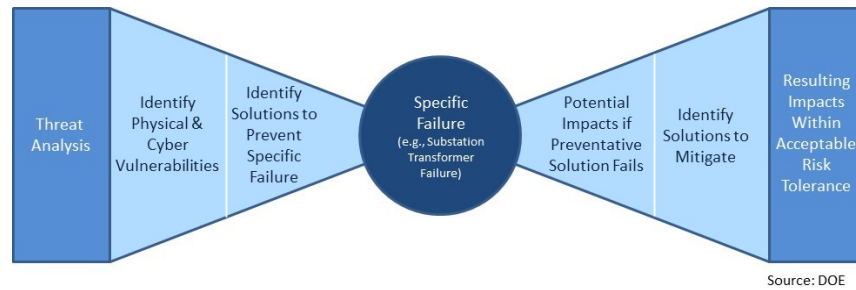 Threat
Analysis
Identify
Physical &
Cyber
Vulnerabilities
Identify
Solutions to
Prevent
Specific
Failure
Specific
Failure
(e.g., Substation
Transformer
Failure)
Potential
Impacts if
Preventative
Solution Fails
Identify
Solutions to
Mitigate
Resulting
Impacts
Within
Acceptable
Risk
Tolerance
Source: DOE